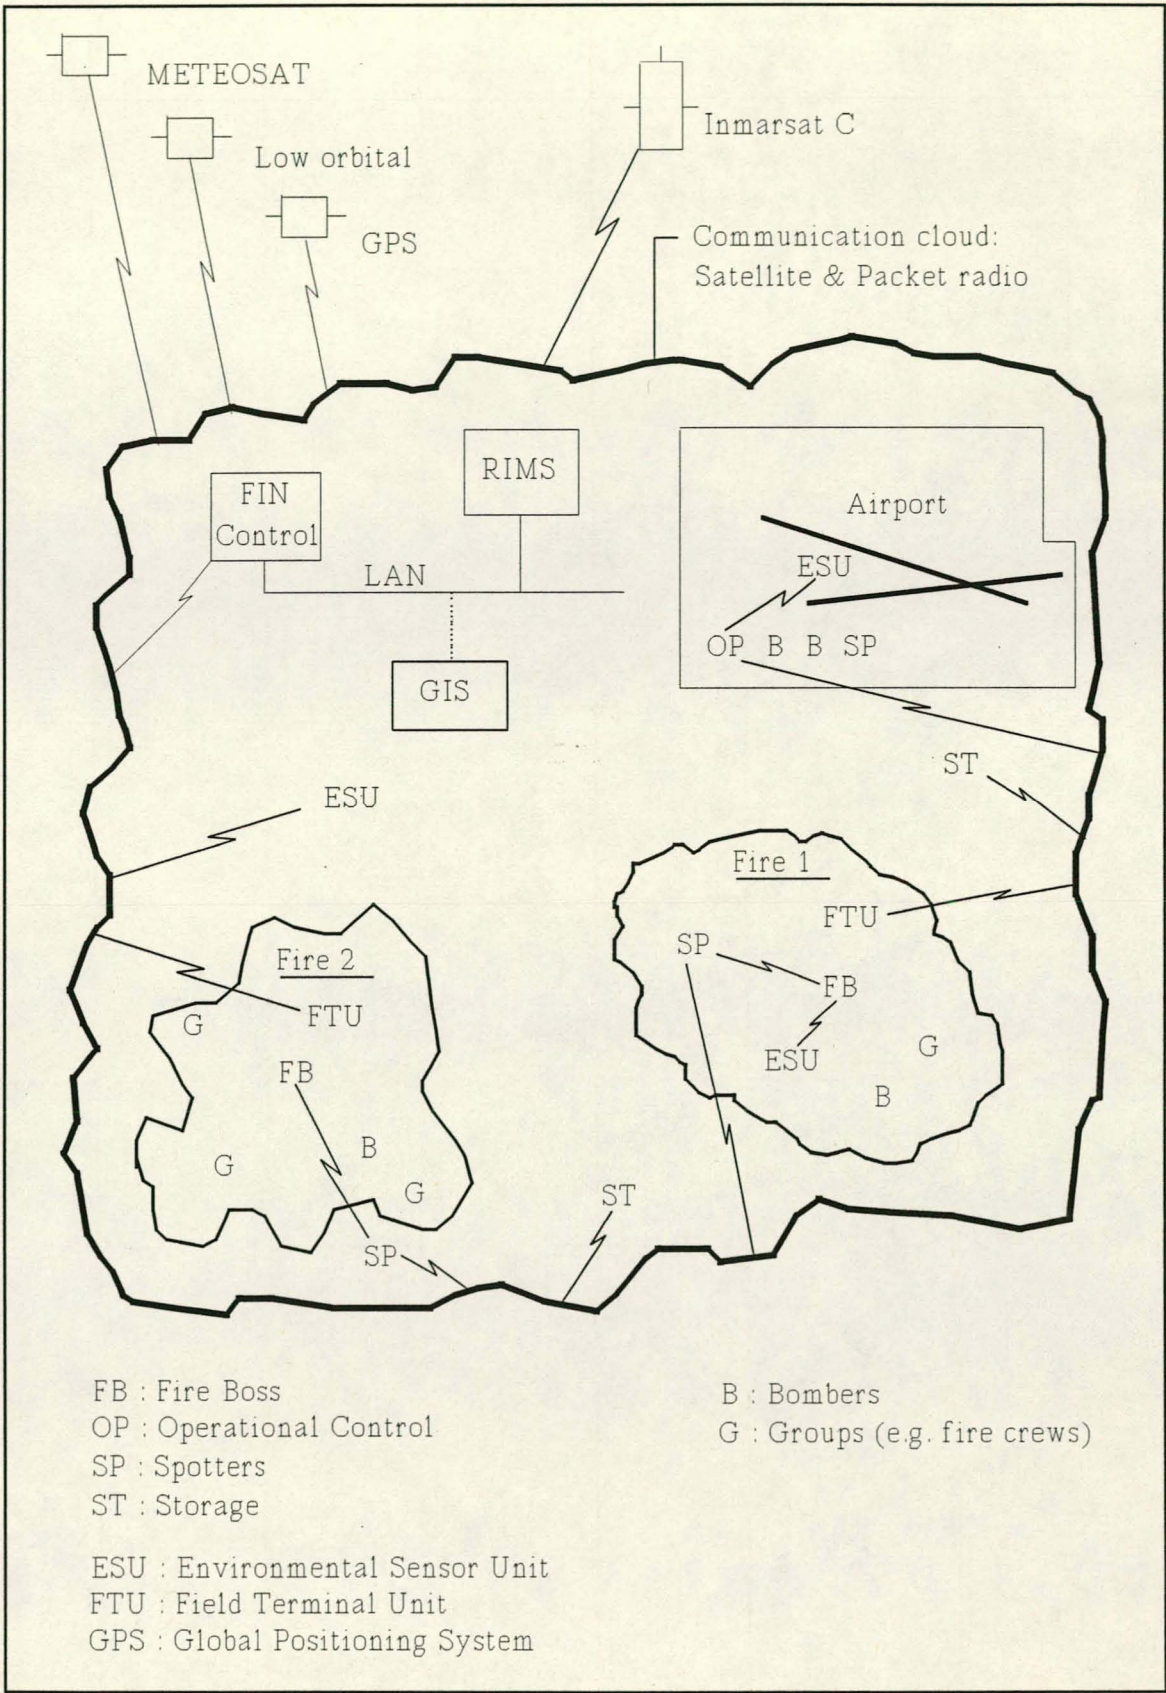 METEOSAT
Low orbital
GPS
Inmarsat C
Communication cloud:
Satellite & Packet radio
FIN
Control
RIMS
LAN
GIS
Airport
ESU
OP B B SP
ST
ESU
Fire 1
FTU
SP
FB
ESU
G
B
Fire 2
FTU
G
FB
B
G
G
SP
ST
FB : Fire Boss
OP : Operational Control
SP : Spotters
ST : Storage
B : Bombers
G : Groups (e.g. fire crews)
ESU : Environmental Sensor Unit
FTU : Field Terminal Unit
GPS : Global Positioning System